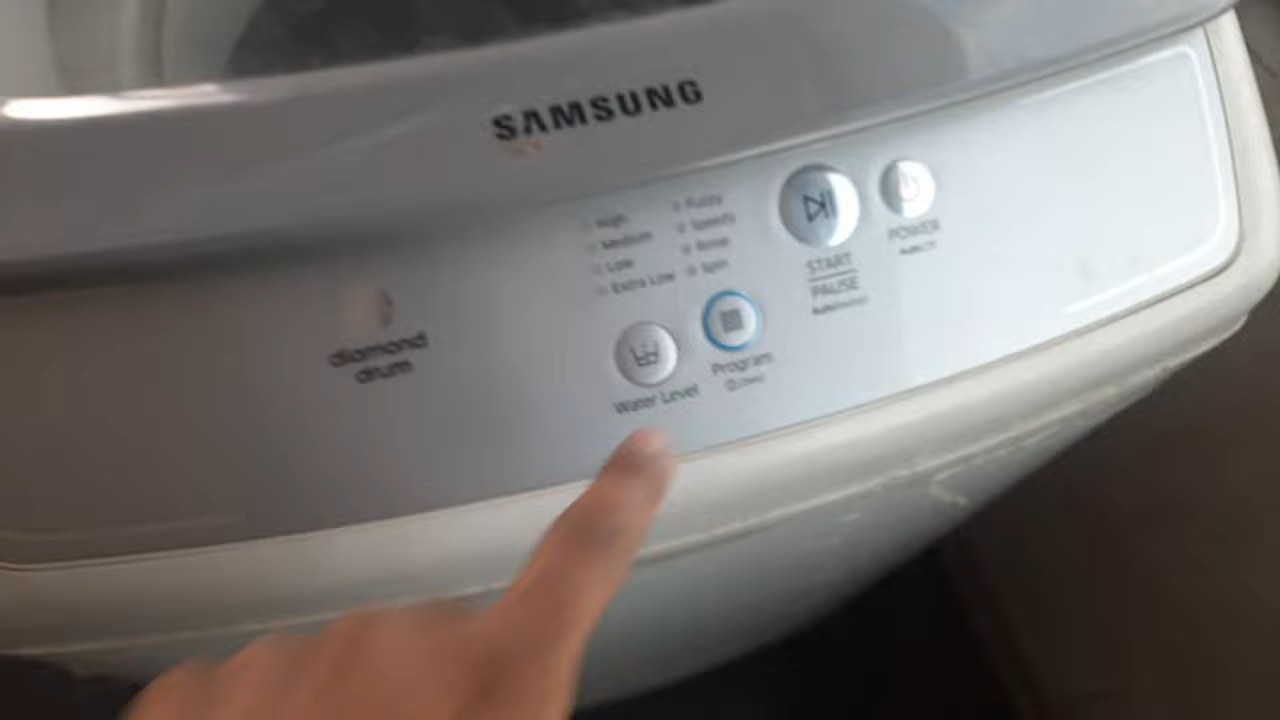 SAMSUNG
High
Medium
Low
Extra Low
Fuzzy
Speedy
Rinse
Spin
START
PAUSE
POWER
diamond
drum
Water Level
Program